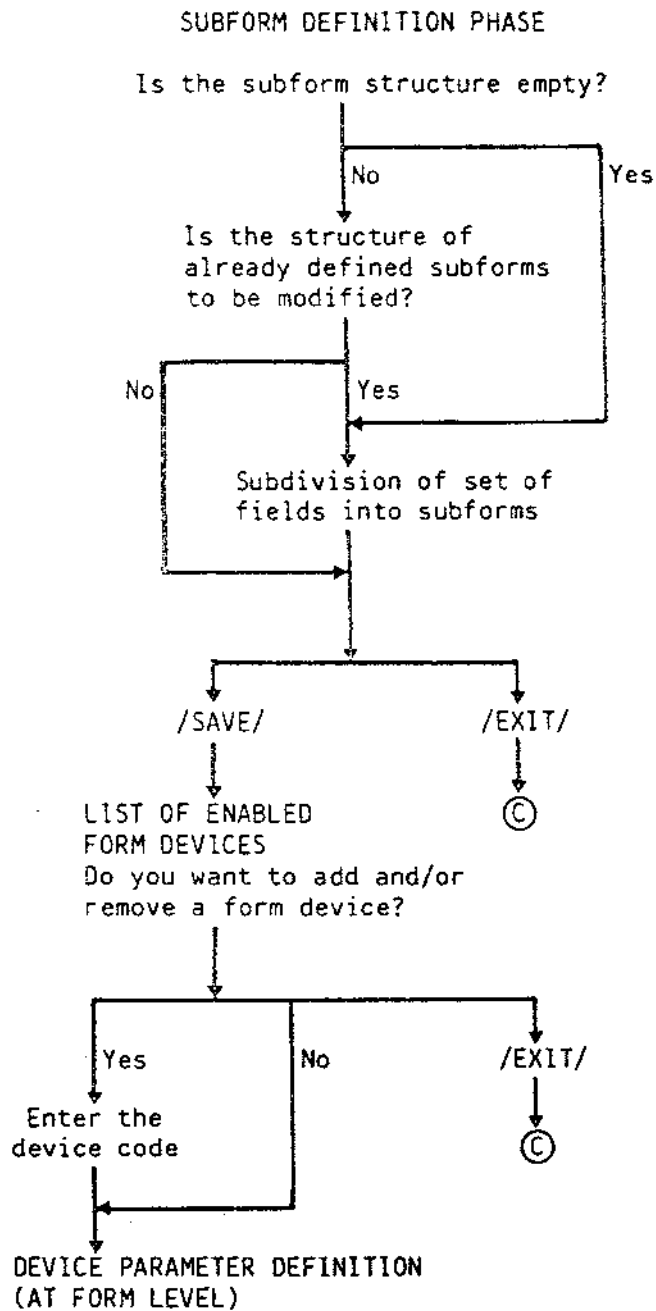 SUBFORM DEFINITION PHASE
Is the subform structure empty?
No
Yes
Is the structure of
already defined subforms
to be modified?
No
Yes
Subdivision of set of
fields into subforms
/SAVE/
/EXIT/
LIST OF ENABLED
FORM DEVICES
Do you want to add and/or
remove a form device?
C
Yes
No
/EXIT/
Enter the
device code
C
DEVICE PARAMETER DEFINITION
(AT FORM LEVEL)